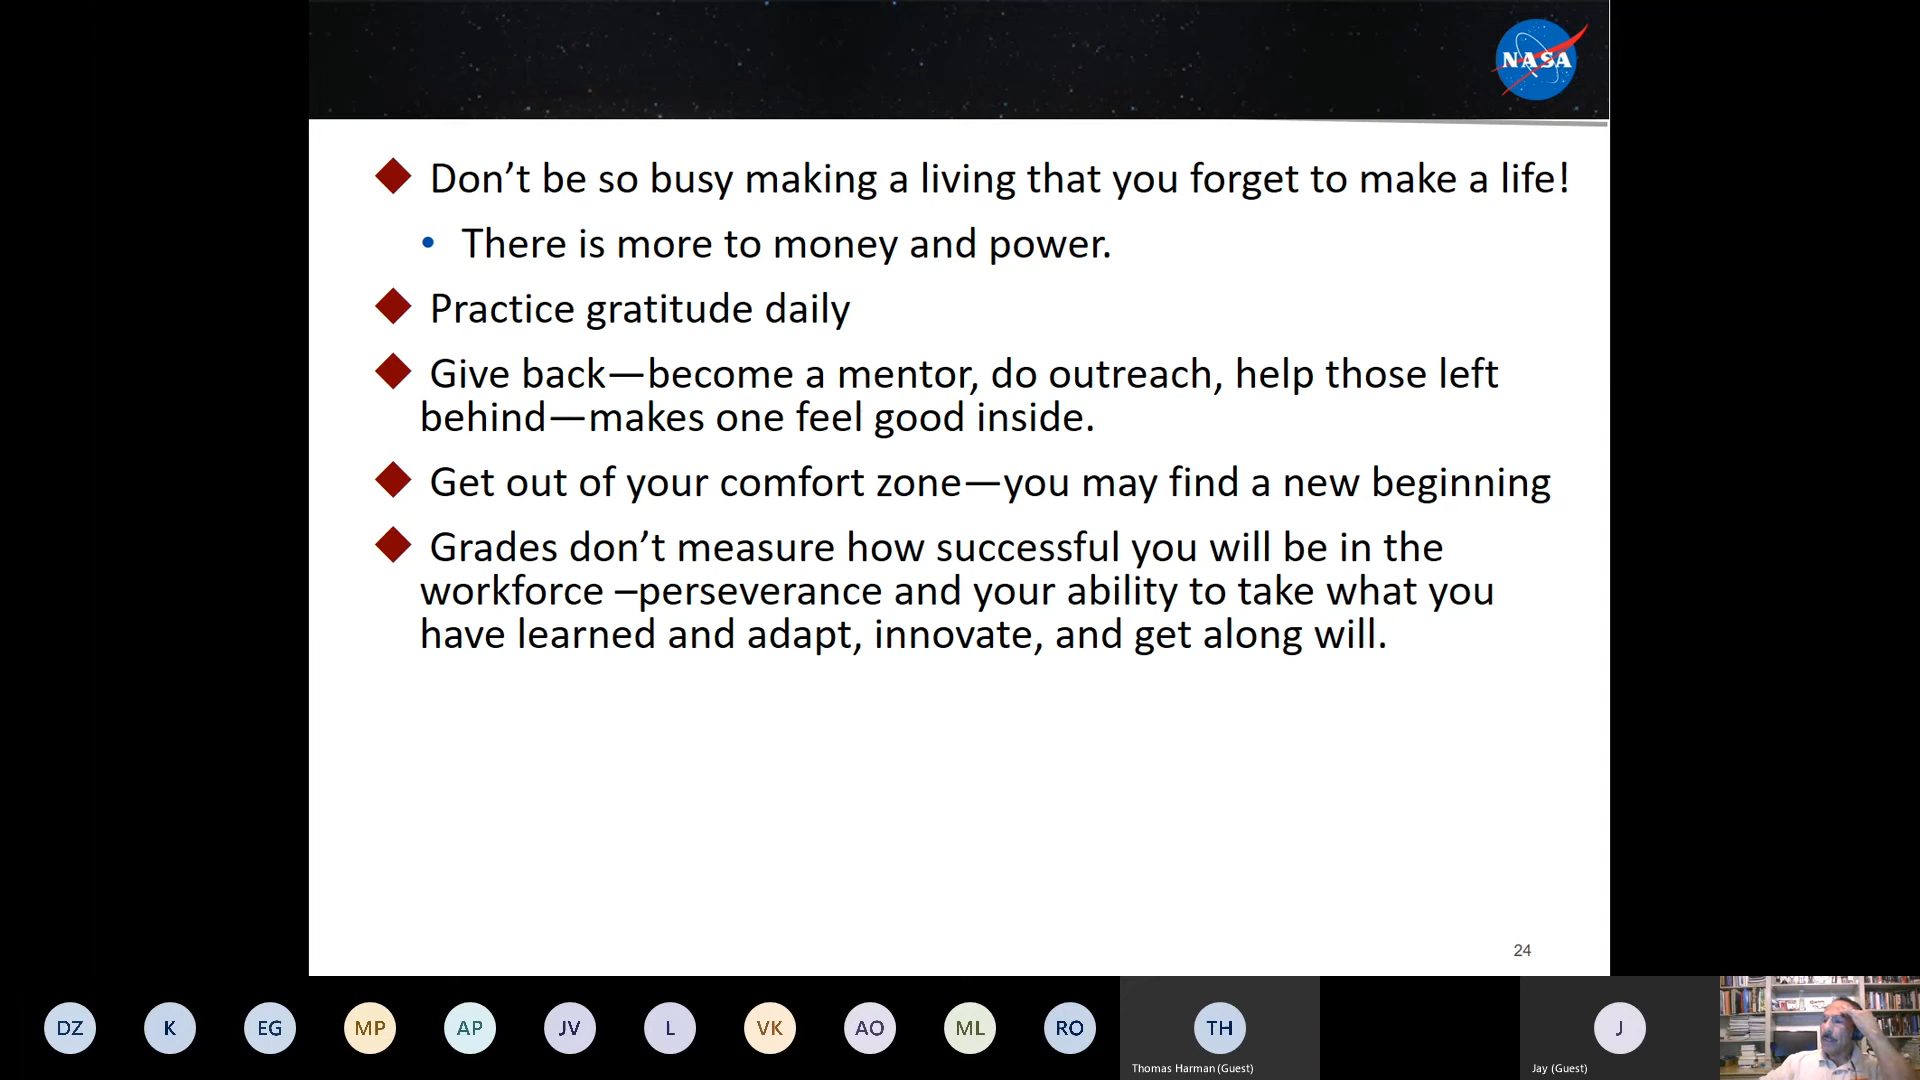 NASA
Don’t be so busy making a living that you forget to make a life!
• There is more to money and power.
Practice gratitude daily
Give back—become a mentor, do outreach, help those left
behind—makes one feel good inside.
Get out of your comfort zone—you may find a new beginning
Grades don’t measure how successful you will be in the
workforce –perseverance and your ability to take what you
have learned and adapt, innovate, and get along will.
24
DZ K EG MP AP JV L VK AO ML RO TH J
Thomas Harman (Guest) Jay (Guest)